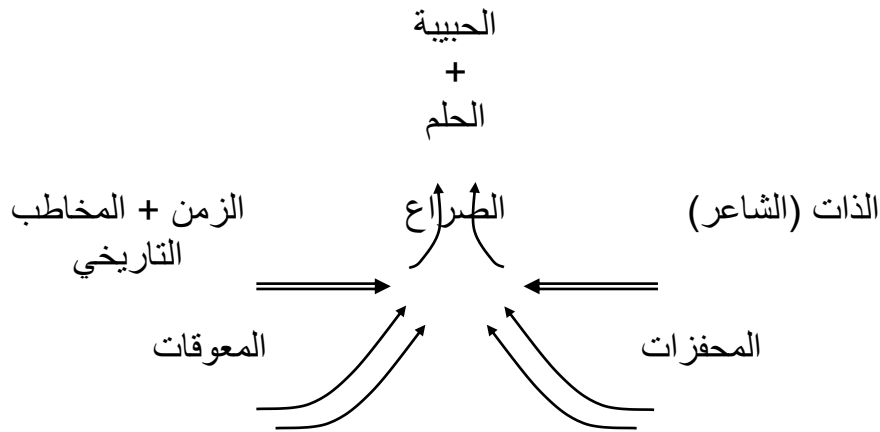 الحبيبة
+
الحلم
الذات (الشاعر)
الصراع
الزمن + المخاطب
التاريخي
المحفزات
المعوقات